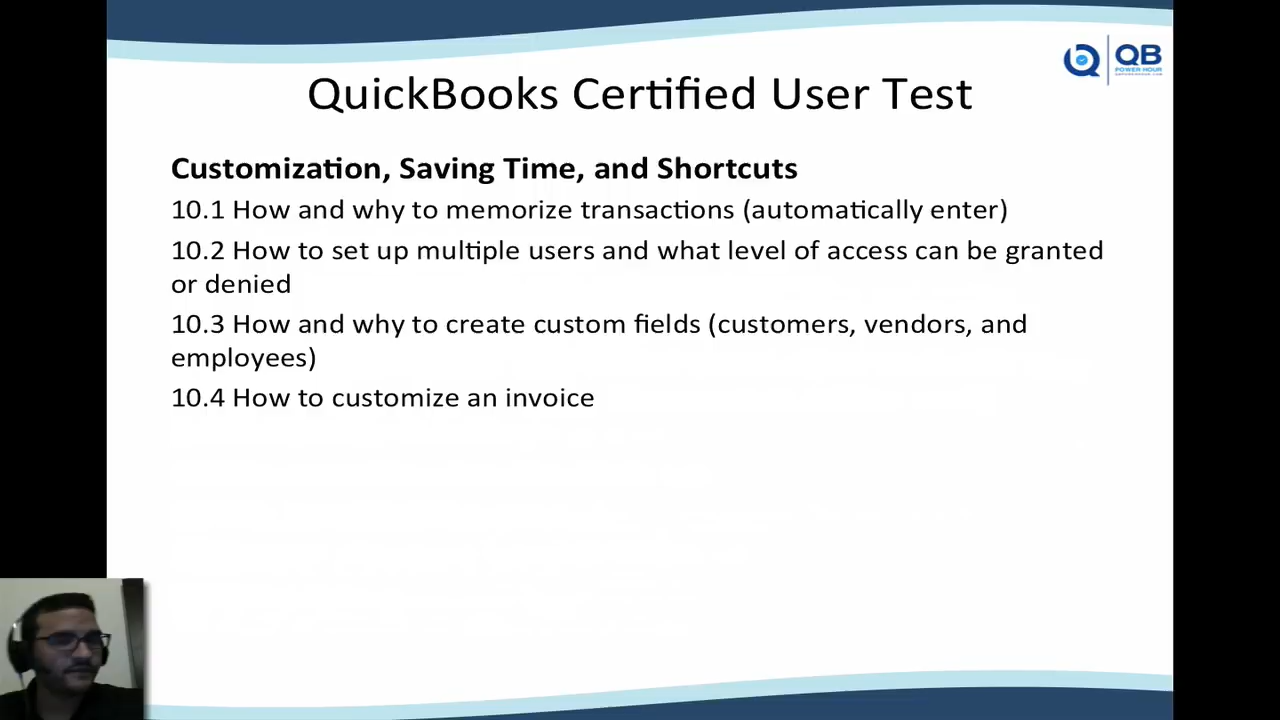 QB
POWER HOUR
QuickBooks Certified User Test
Customization, Saving Time, and Shortcuts
10.1 How and why to memorize transactions (automatically enter)
10.2 How to set up multiple users and what level of access can be granted
or denied
10.3 How and why to create custom fields (customers, vendors, and
employees)
10.4 How to customize an invoice